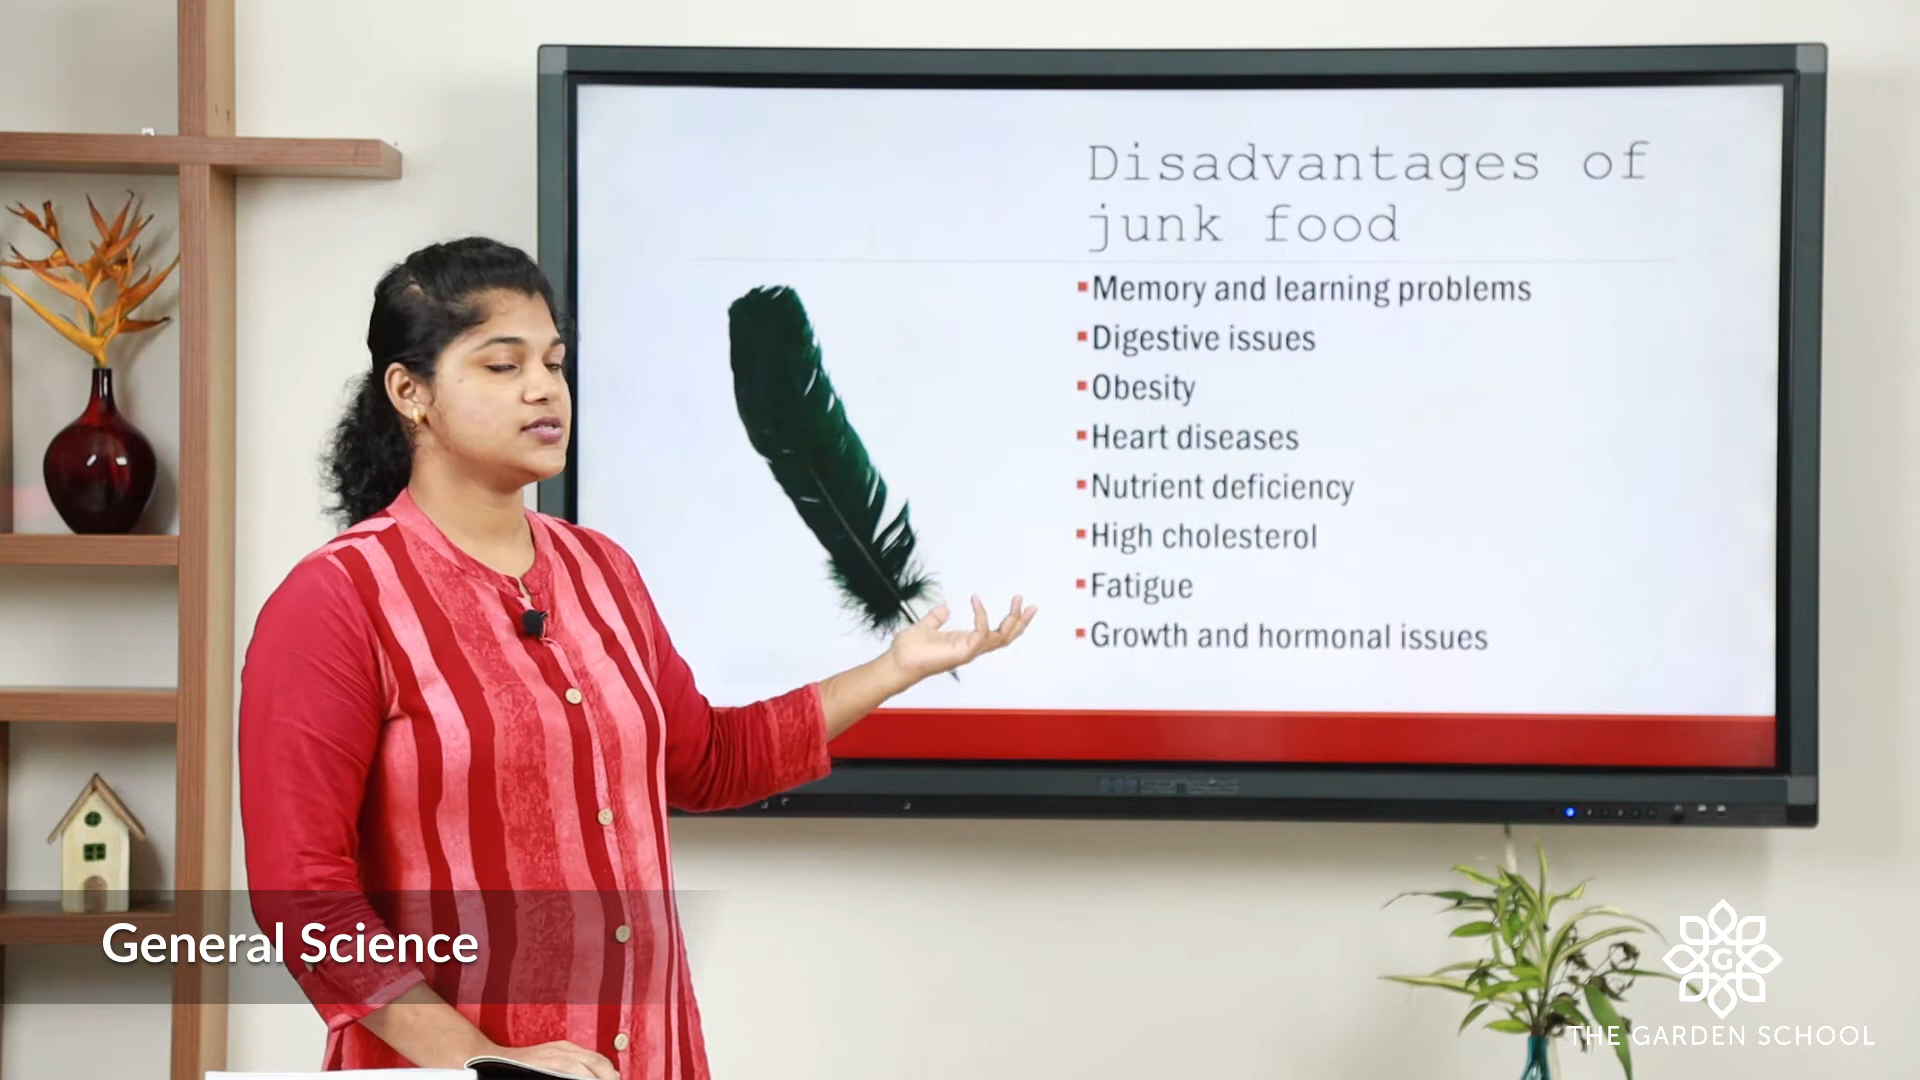 Disadvantages of
junk food
Memory and learning problems
Digestive issues
Obesity
Heart diseases
Nutrient deficiency
High cholesterol
Fatigue
Growth and hormonal issues
General Science
G
THE GARDEN SCHOOL